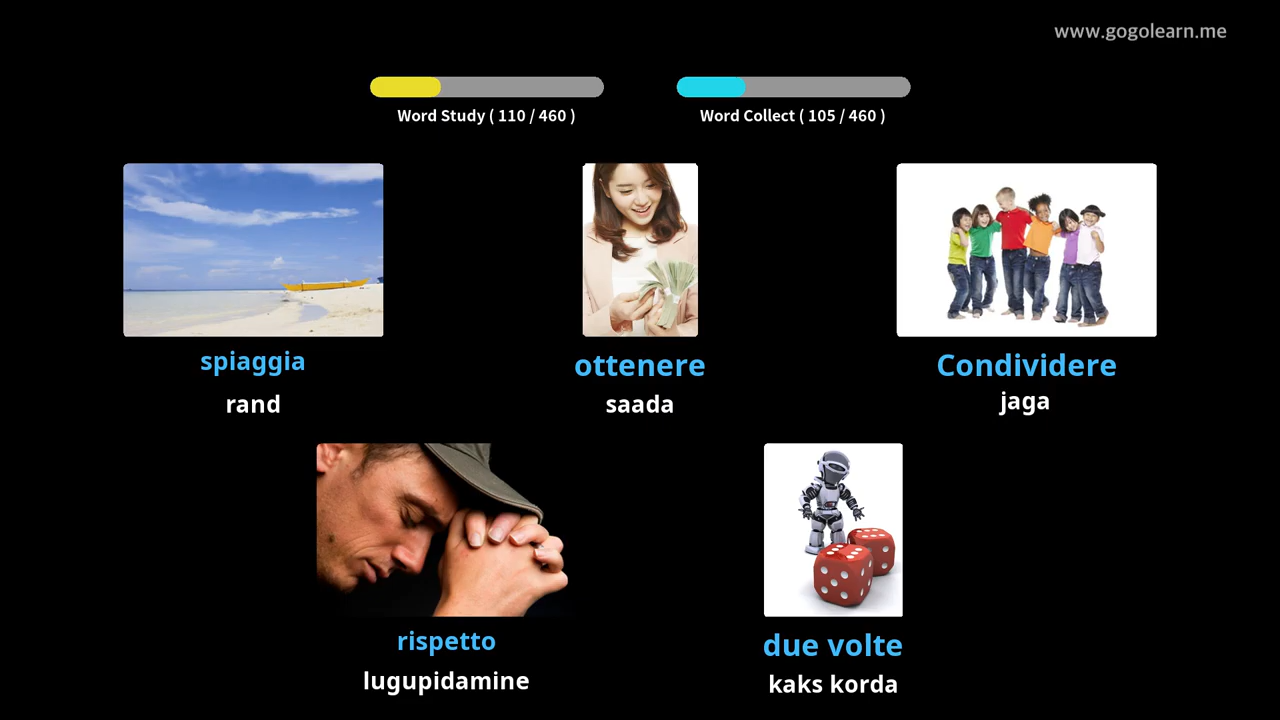 www.gogolearn.me
Word Study ( 110 / 460 )
Word Collect ( 105 / 460 )
spiaggia
rand
ottenere
saada
Condividere
jaga
rispetto
lugupidamine
due volte
kaks korda